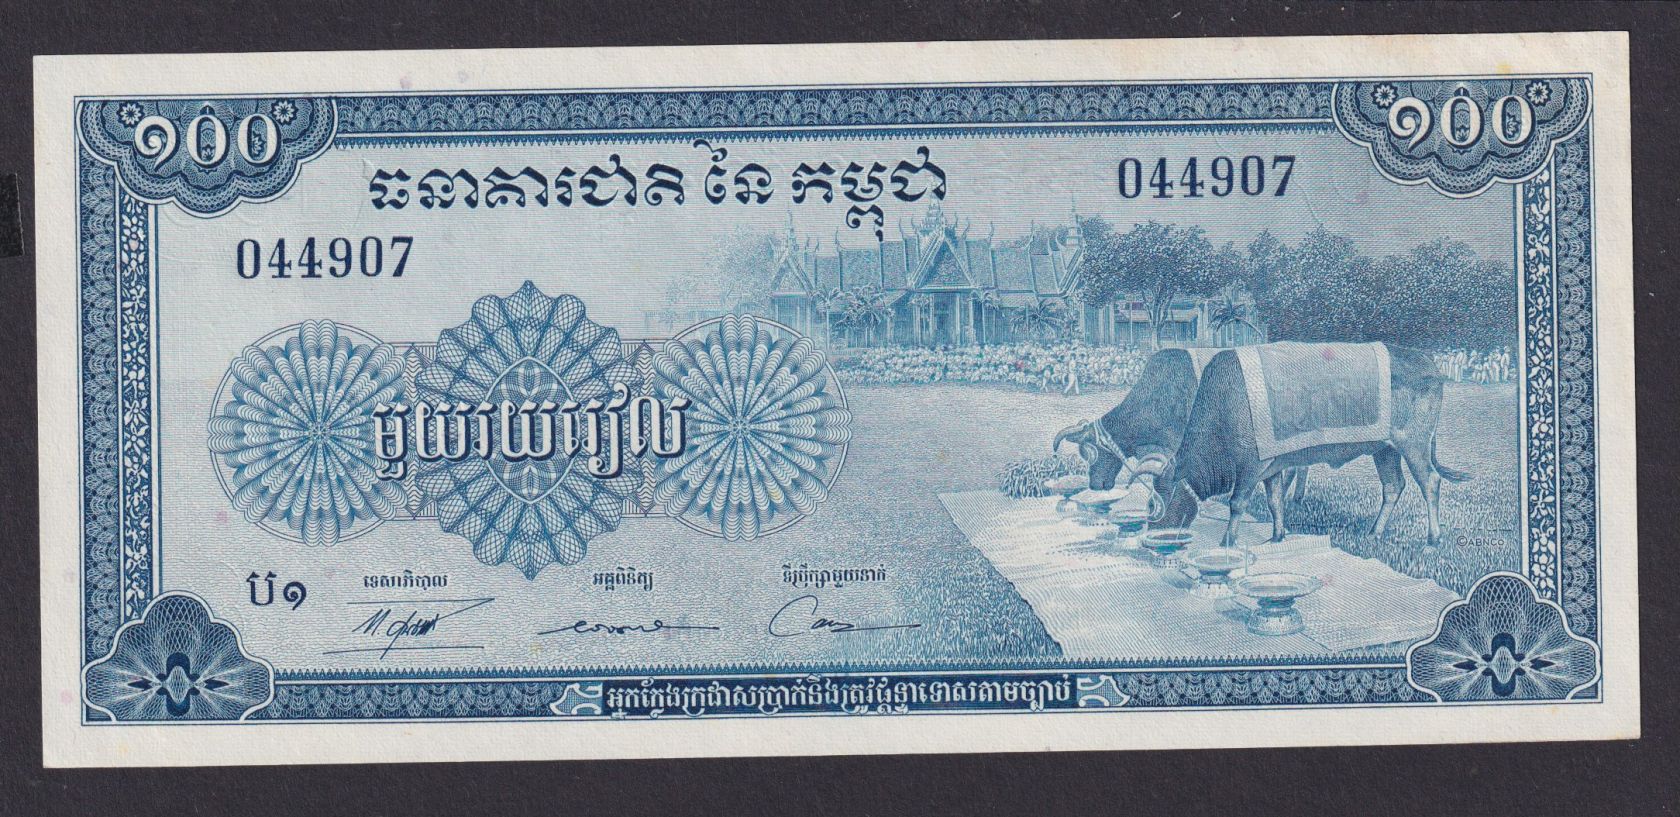 ១០០
១០០
ធនាគារជាតិ នៃ កម្ពុជា
044907
044907
មួយរយរៀល
©ABNCo
ប១
ទេសាភិបាល
អគ្គពិនិត្យ
ទីប្រឹក្សាមួយនាក់
អ្នកក្លែងក្រដាសប្រាក់នឹងត្រូវផ្តន្ទាទោសតាមច្បាប់